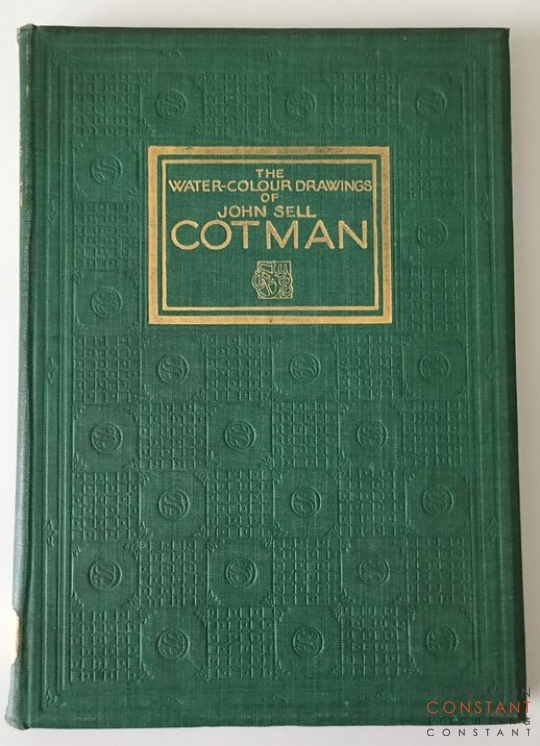 THE
WATER-COLOUR DRAWINGS
OF
JOHN SELL
COTMAN
CONSTANT
CONSTANT